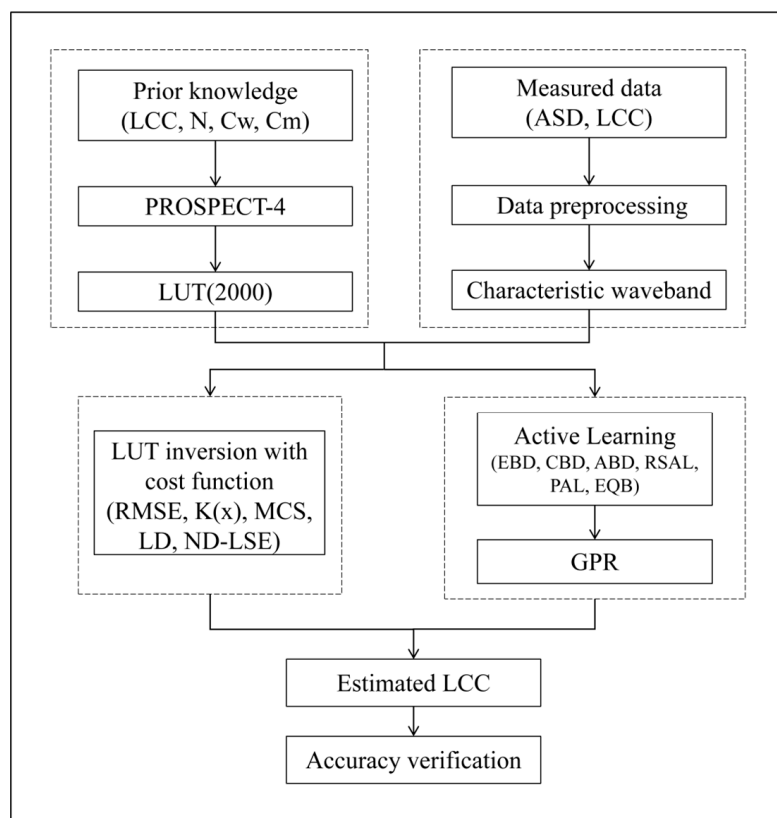 Prior knowledge
(LCC, N, Cw, Cm)
PROSPECT-4
LUT(2000)
Measured data
(ASD, LCC)
Data preprocessing
Characteristic waveband
LUT inversion with
cost function
(RMSE, K(x), MCS,
LD, ND-LSE)
Active Learning
(EBD, CBD, ABD, RSAL,
PAL, EQB)
GPR
Estimated LCC
Accuracy verification